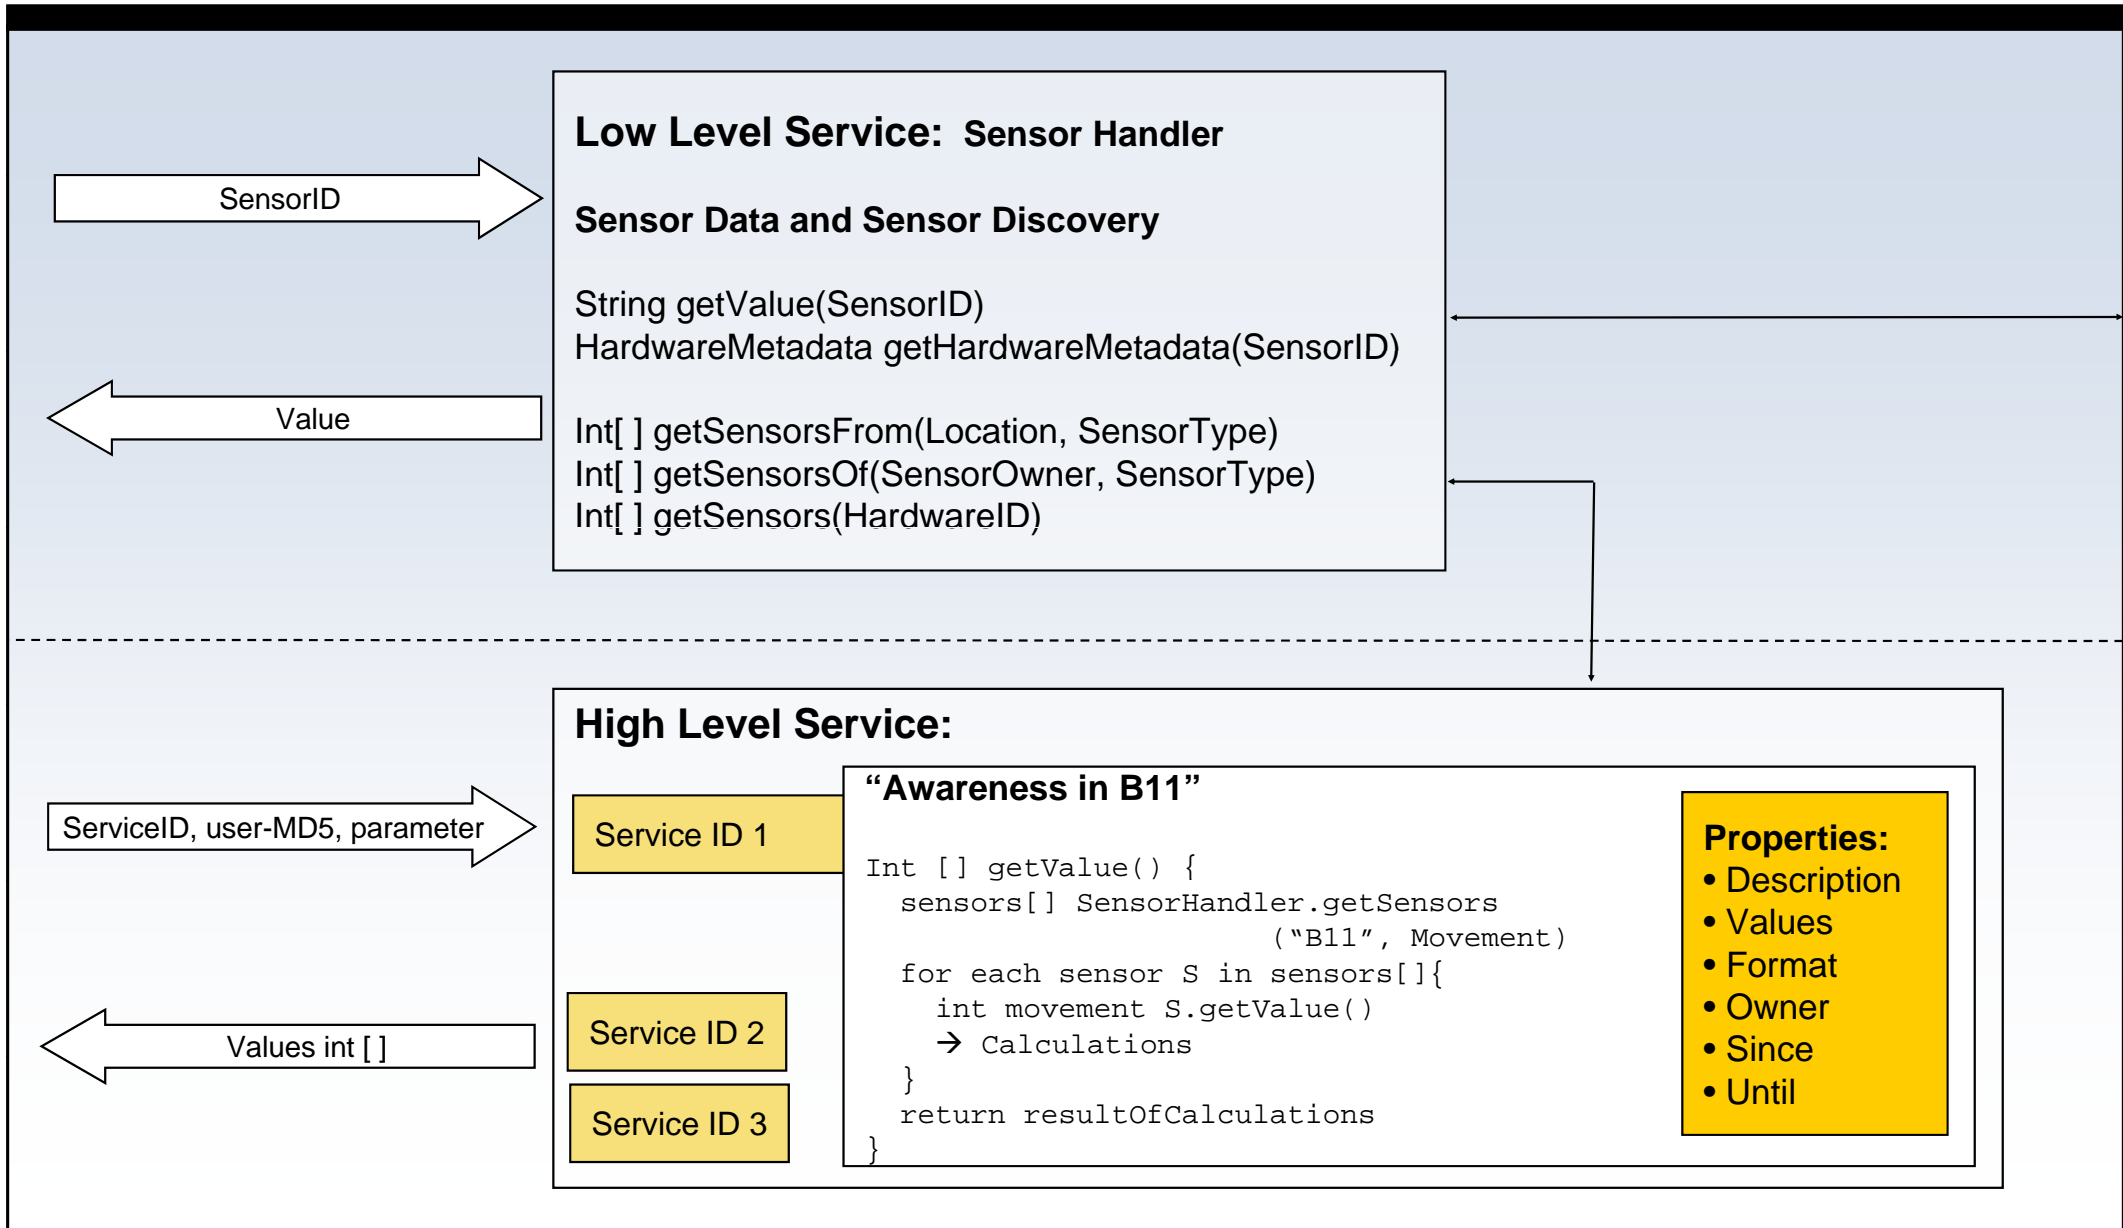 Low Level Service: Sensor Handler
SensorID
Sensor Data and Sensor Discovery
String getValue(SensorID)
HardwareMetadata getHardwareMetadata(SensorID)
Value
Int[ ] getSensorsFrom(Location, SensorType)
Int[ ] getSensorsOf(SensorOwner, SensorType)
Int[ ] getSensors(HardwareID)
High Level Service:
ServiceID, user-MD5, parameter
Values int [ ]
Service ID 1
Service ID 2
Service ID 3
“Awareness in B11”
Int [] getValue() {
sensors[] SensorHandler.getSensors
(“B11”, Movement)
for each sensor S in sensors[]{
int movement S.getValue()
→ Calculations
}
return resultOfCalculations
}
Properties:
• Description
• Values
• Format
• Owner
• Since
• Until